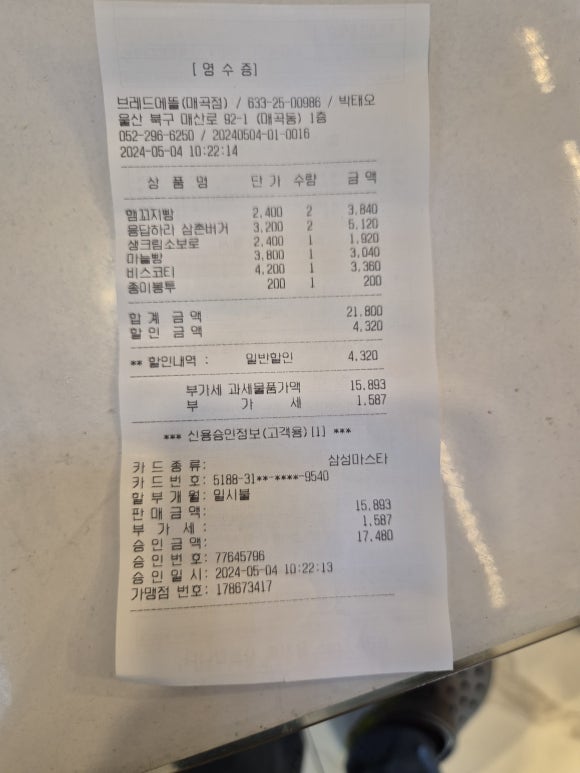 [ 영 수 증]
브레드에뜰(매곡점) / 633-25-00986 / 박태오
울산 북구 매산로 92-1 (매곡동) 1층
052-296-6250 / 20240504-01-0016
2024-05-04 10:22:14
상 품 명 단 가 수량 금 액
햄꼬지빵 2,400 2 3,840
응답하라 삼촌버거 3,200 2 5,120
생크림소보로 2,400 1 1,920
마늘빵 3,800 1 3,040
비스코티 4,200 1 3,360
종이봉투 200 1 200
합 계 금 액 21,800
할 인 금 액 4,320
** 할인내역 : 일반할인 4,320
부가세 과세물품가액 15,893
부 가 세 1,587
*** 신용승인정보(고객용) [1] ***
카 드 종 류: 삼성마스타
카 드 번 호: 5188-31**-****-9540
할 부 개 월: 일시불
판 매 금 액: 15,893
부 가 세 : 1,587
승 인 금 액: 17,480
승 인 번 호: 77645796
승 인 일 시: 2024-05-04 10:22:13
가맹점 번호: 178673417